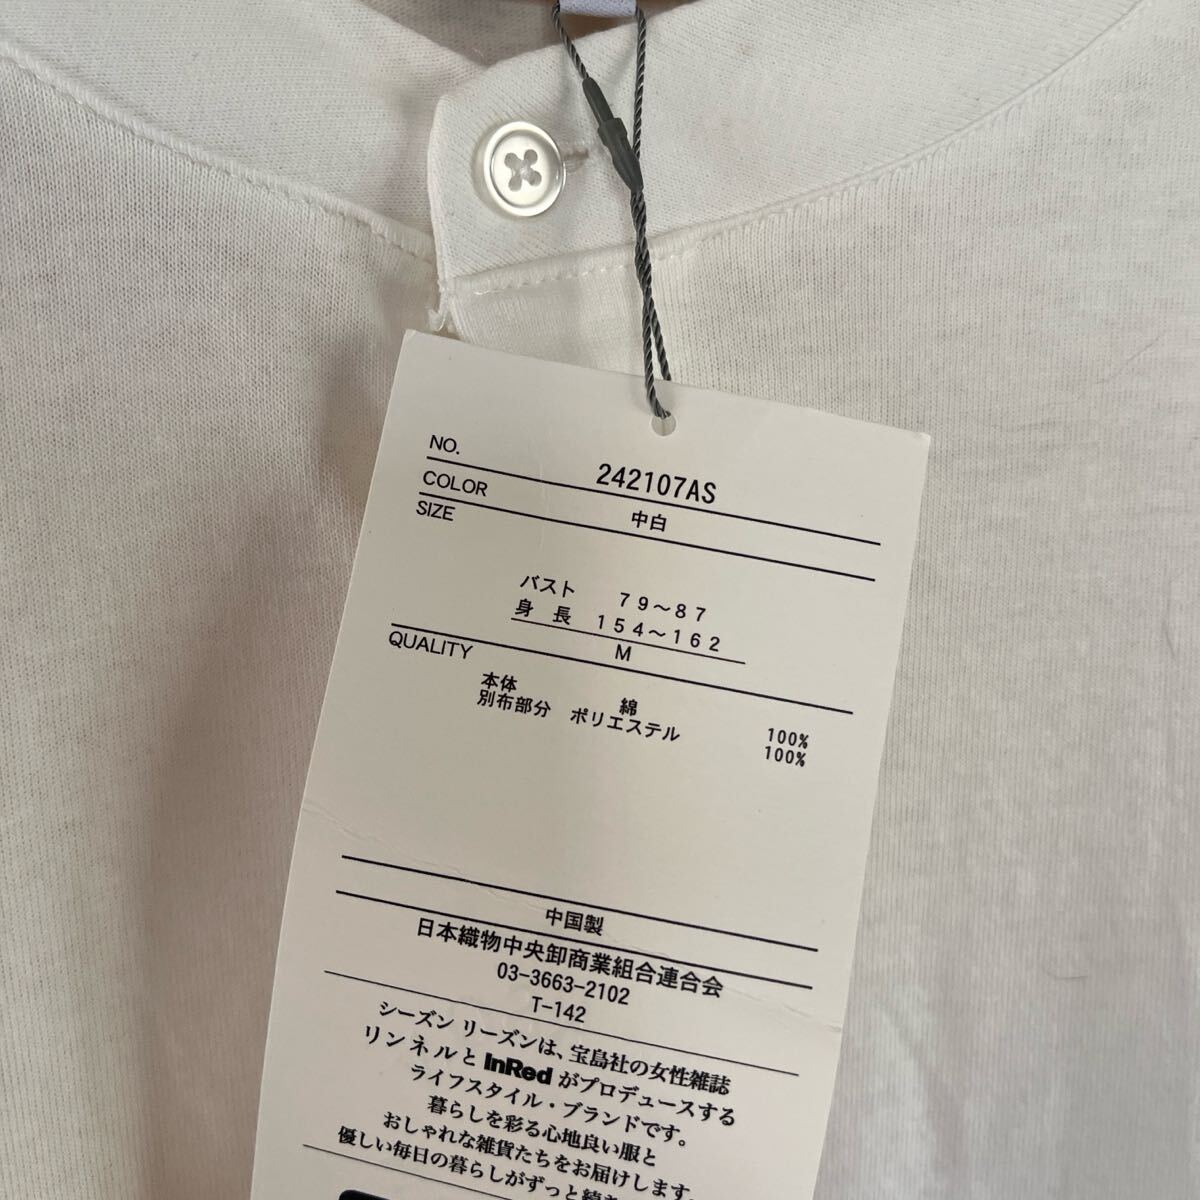 NO. 242107AS
COLOR 中白
SIZE
バスト 79～87
身長 154～162
M
QUALITY
本体 綿 100%
別布部分 ポリエステル 100%
中国製
日本織物中央卸商業組合連合会
03-3663-2102
T-142
シーズン リーズンは、宝島社の女性雑誌
リンネルと InRed がプロデュースする
ライフスタイル・ブランドです。
暮らしを彩る心地良い服と
おしゃれな雑貨たちをお届けします。
優しい毎日の暮らしがずっと続き